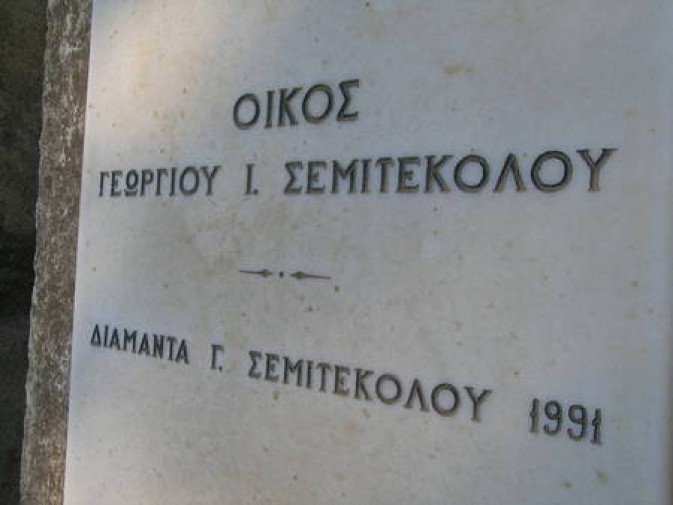 ΟΙΚΟΣ
ΓΕΩΡΓΙΟΥ Ι. ΣΕΜΙΤΕΚΟΛΟΥ
ΔΙΑΜΑΝΤΑ Γ. ΣΕΜΙΤΕΚΟΛΟΥ 1991